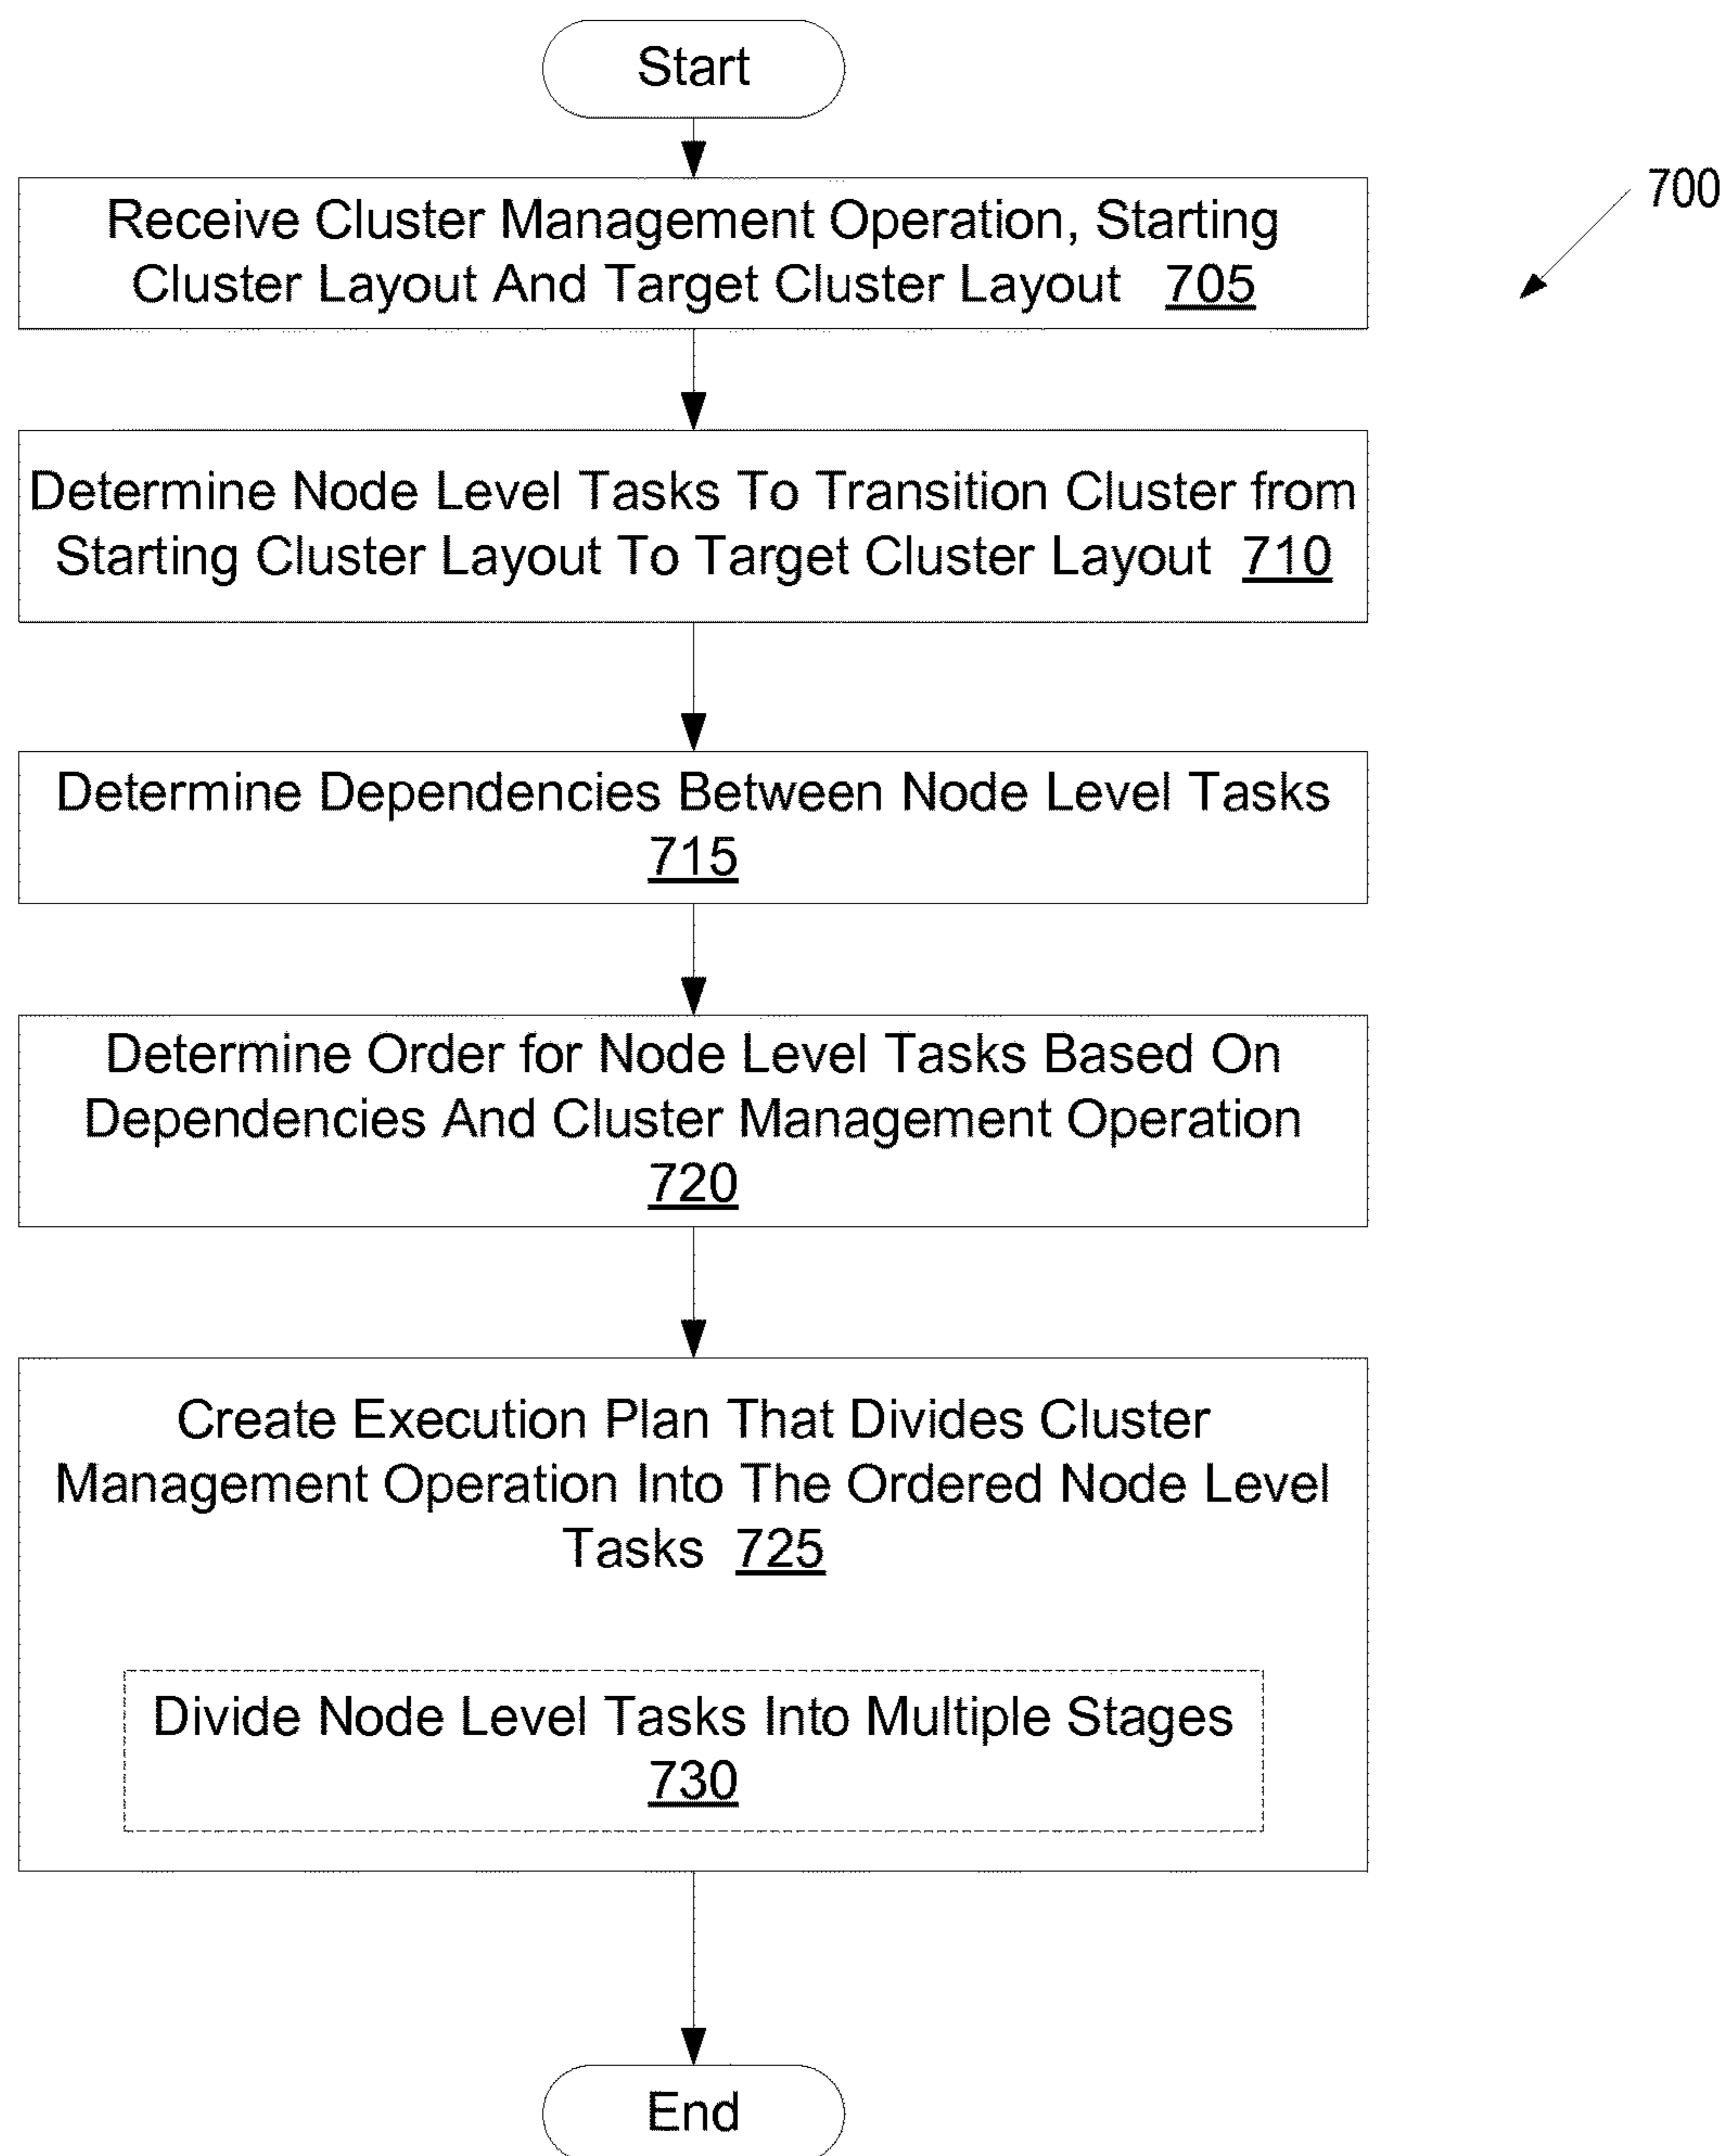 Start
700
Receive Cluster Management Operation, Starting
Cluster Layout And Target Cluster Layout 705
Determine Node Level Tasks To Transition Cluster from
Starting Cluster Layout To Target Cluster Layout 710
Determine Dependencies Between Node Level Tasks
715
Determine Order for Node Level Tasks Based On
Dependencies And Cluster Management Operation
720
Create Execution Plan That Divides Cluster
Management Operation Into The Ordered Node Level
Tasks 725
Divide Node Level Tasks Into Multiple Stages
730
End